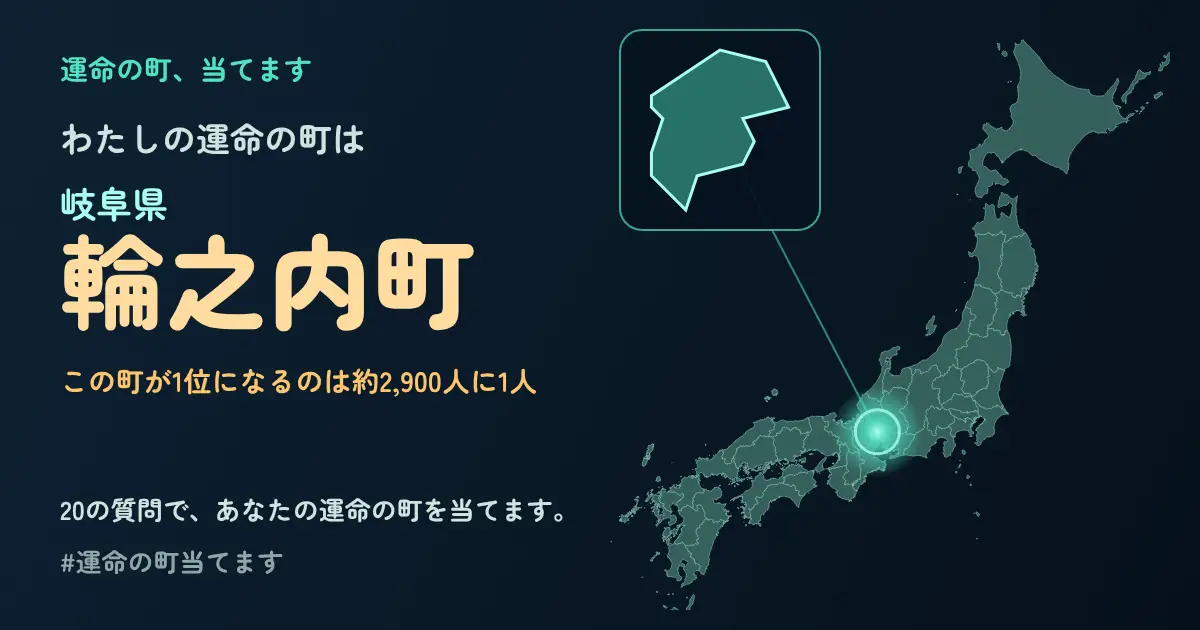 運命の町、当てます
わたしの運命の町は
岐阜県
輪之内町
この町が1位になるのは約2,900人に1人
20の質問で、あなたの運命の町を当てます。
#運命の町当てます